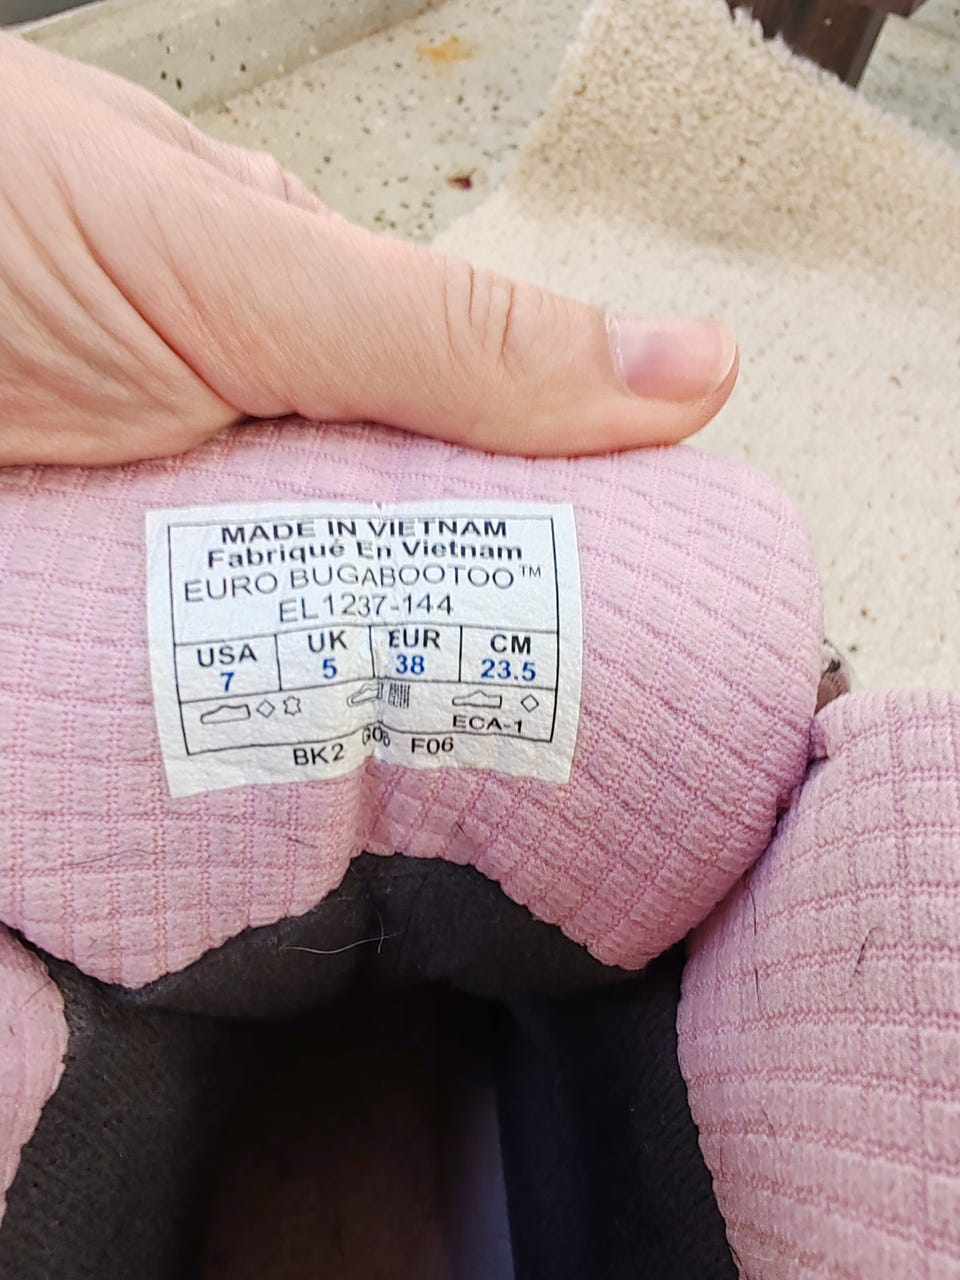 MADE IN VIETNAM
Fabriqué En Vietnam
EURO BUGABOOTOO™
EL1237-144
USA UK EUR CM
7 5 38 23.5
ECA-1
BK2 G06 F06